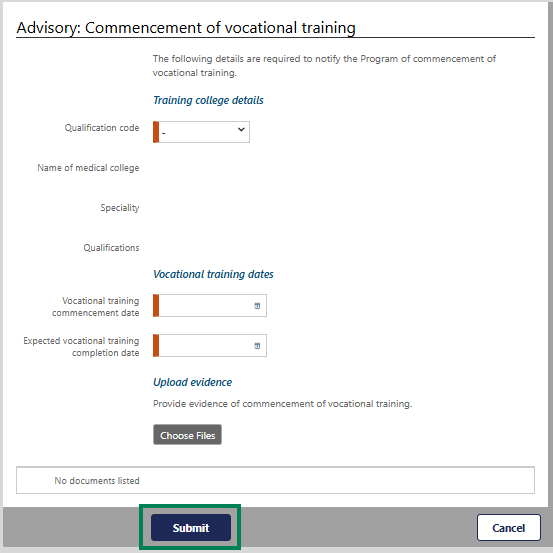 Advisory: Commencement of vocational training
The following details are required to notify the Program of commencement of
vocational training.
Training college details
Qualification code
-
Name of medical college
Speciality
Qualifications
Vocational training dates
Vocational training
commencement date
Expected vocational training
completion date
Upload evidence
Provide evidence of commencement of vocational training.
Choose Files
No documents listed
Submit
Cancel